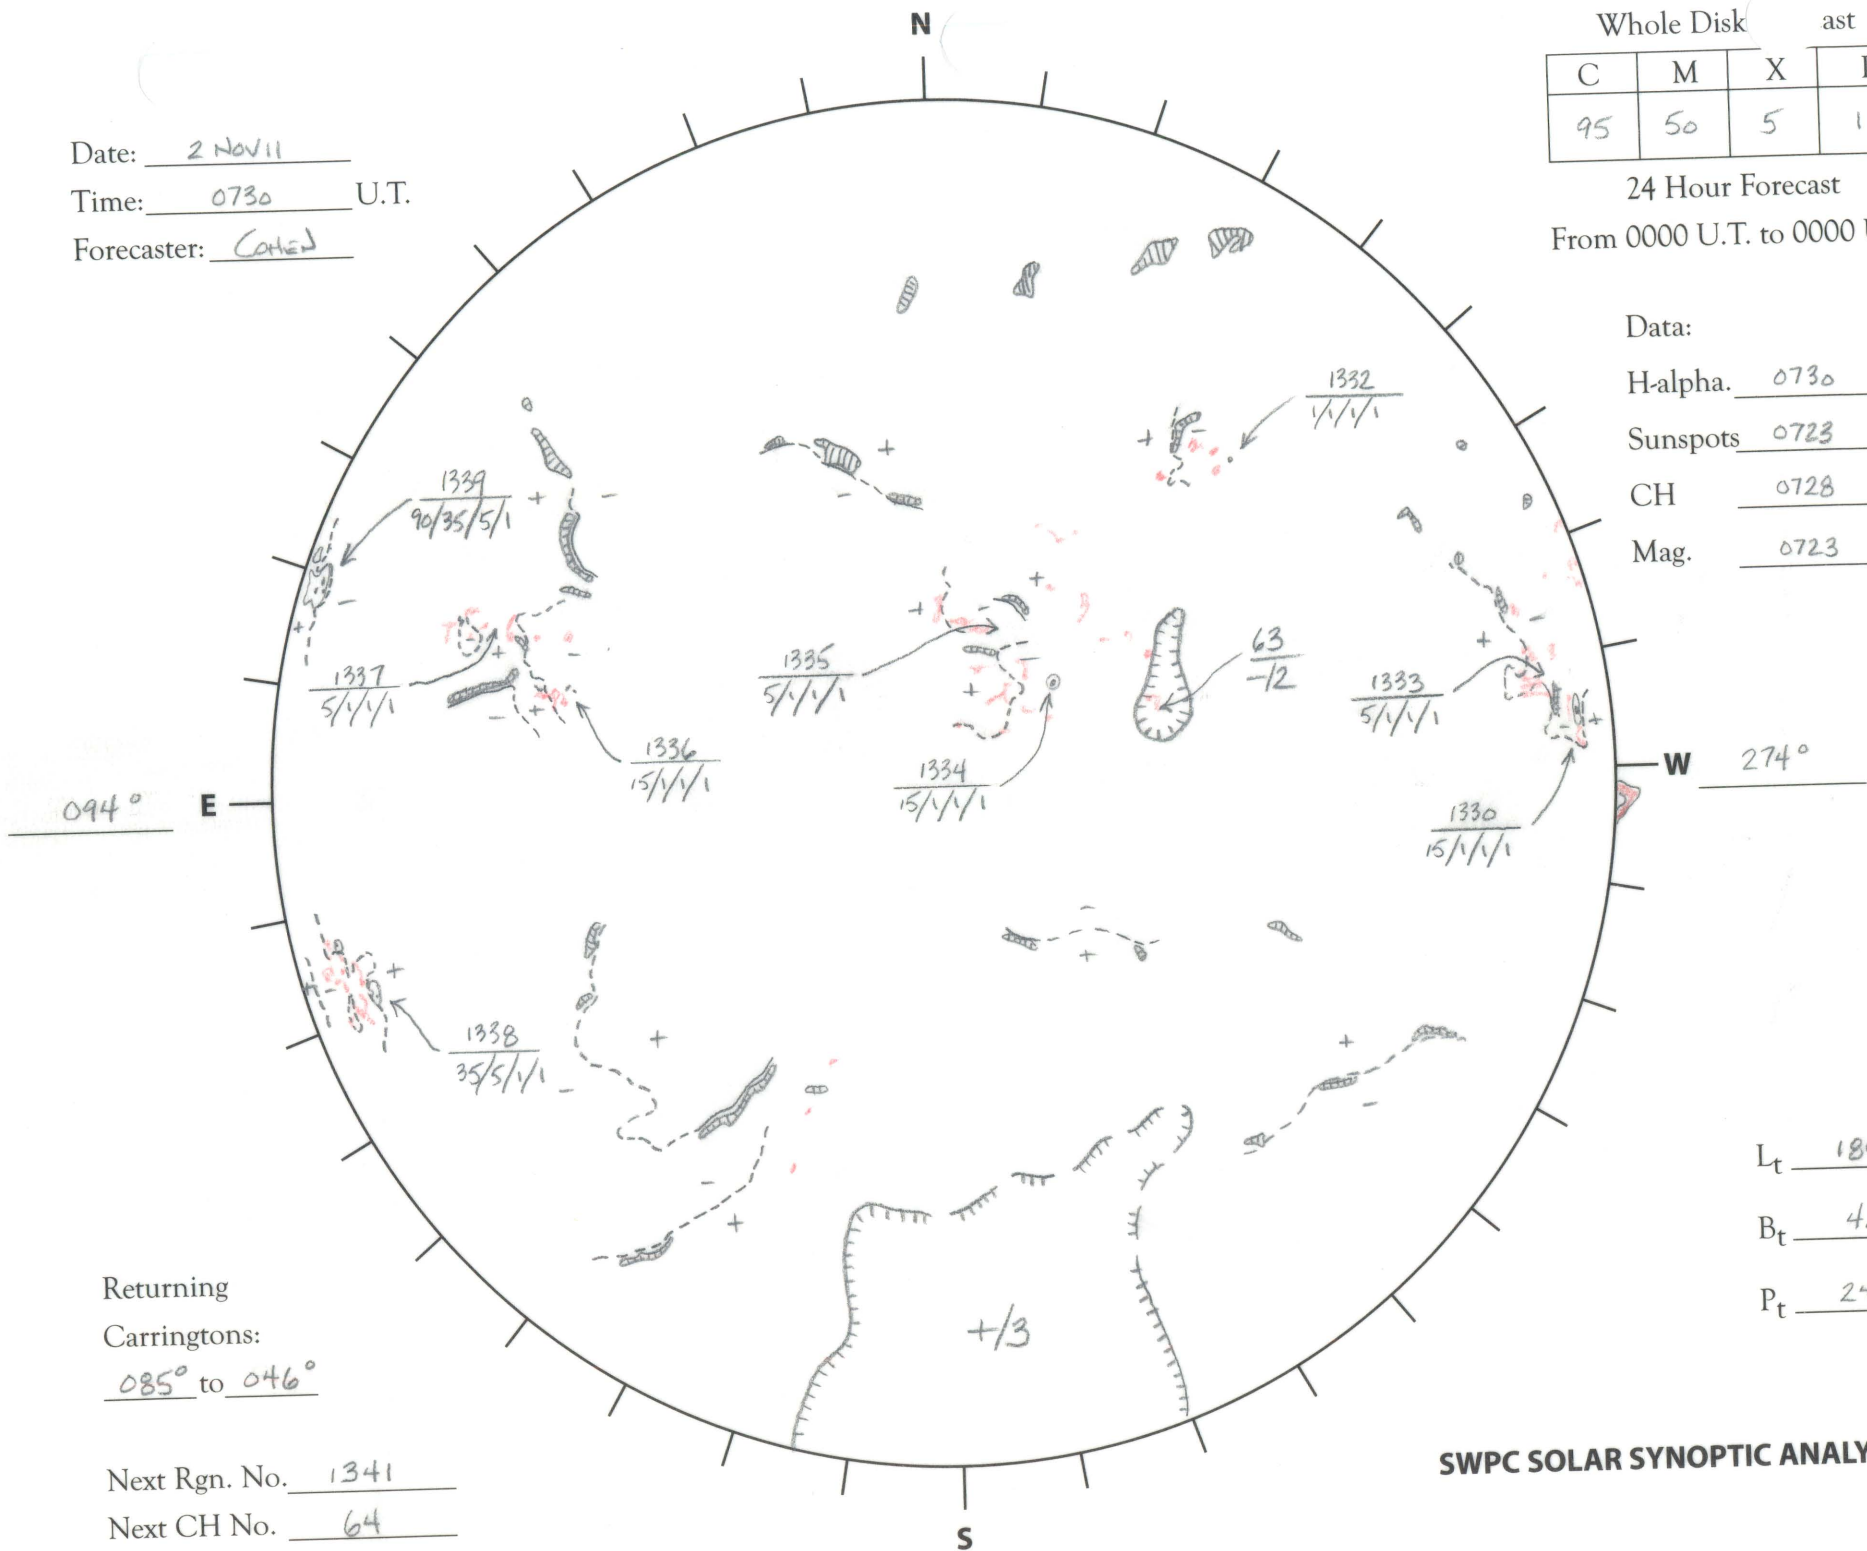 N
Whole Disk ast
C M X
95 50 5 1
24 Hour Forecast
From 0000 U.T. to 0000
Date: 2 NOV 11
Time: 0730 U.T.
Forecaster: COHEN
Data:
H-alpha. 0730
Sunspots 0723
CH 0728
Mag. 0723
1332
1/1/1/1
+ -
+ -
1339
90/35/5/1
+ -
+ -
1337
5/1/1/1
+ -
- +
1336
15/1/1/1
1335
5/1/1/1
+ +
- -
+
1334
15/1/1/1
63
-/2
1333
5/1/1/1
+ -
- +
1330
15/1/1/1
094° E
W 274°
1338
35/5/1/1
+ -
+ -
- +
- +
+ -
+/3
Lt
Bt
Pt
Returning
Carringtons:
085° to 046°
Next Rgn. No. 1341
Next CH No. 64
SWPC SOLAR SYNOPTIC ANALY
S